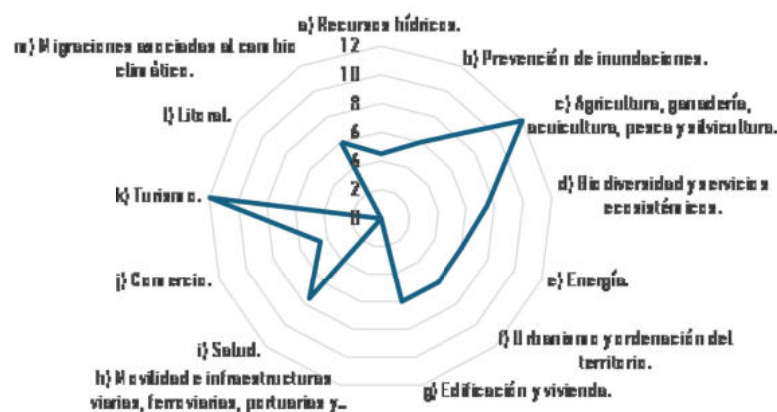 a) Recursos hídricos.
m) Migraciones asociadas al cambio
climático.
12
10
8
6
4
2
0
b) Prevención de inundaciones.
c) Agricultura, ganadería,
acuicultura, pesca y silvicultura.
d) Biodiversidad y servicios
ecosistémicos.
e) Energía.
f) Urbanismo y ordenación del
territorio.
g) Edificación y vivienda.
h) Movilidad e infraestructuras
viarias, ferroviarias, portuarias y...
i) Salud.
j) Comercio.
k) Turismo.
l) Litoral.